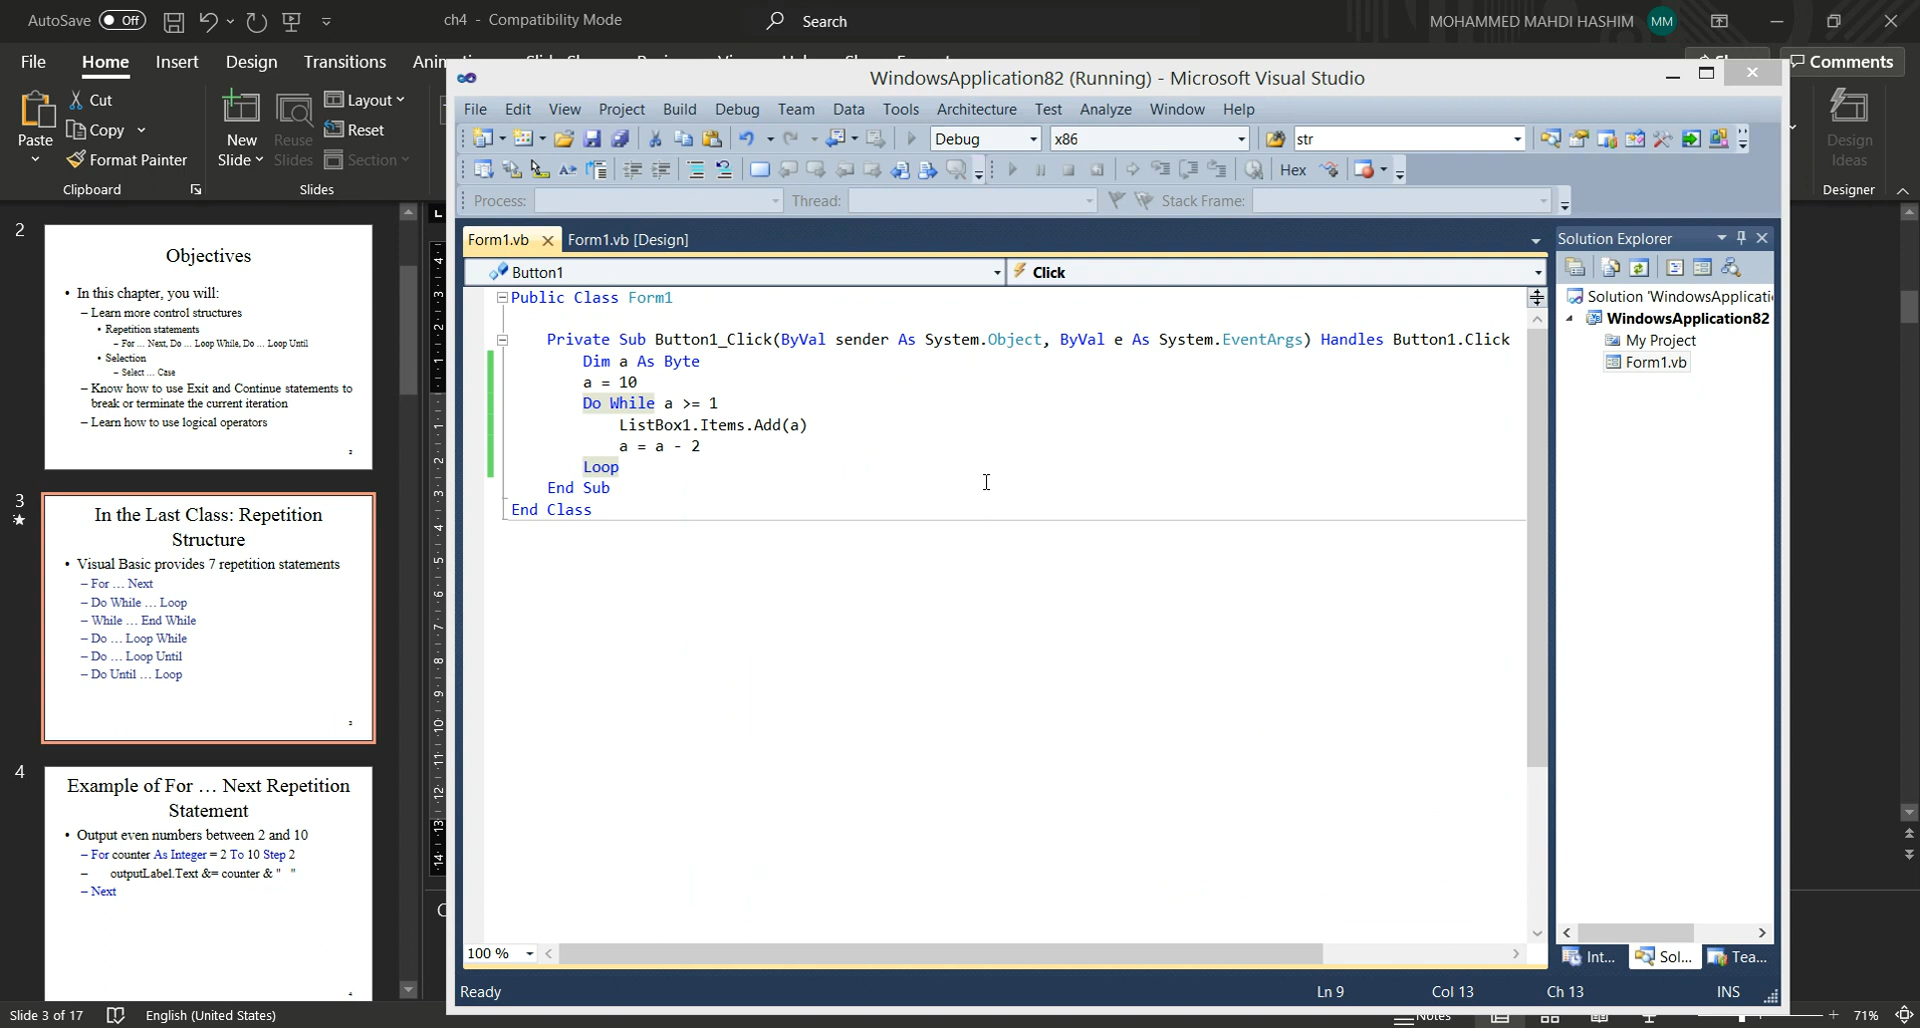 AutoSave Off
ch4 - Compatibility Mode
Search
MOHAMMED MAHDI HASHIM MM
File Home Insert Design Transitions
Comments
Paste
Cut
Copy
Format Painter
Clipboard
New
Slide
Reuse
Slides
Layout
Reset
Section
Slides
Design
Ideas
Designer
2
Objectives
• In this chapter, you will:
– Learn more control structures
• Repetition statements
– For … Next, Do … Loop While, Do … Loop Until
• Selection
– Select … Case
– Know how to use Exit and Continue statements to
break or terminate the current iteration
– Learn how to use logical operators
2
3
In the Last Class: Repetition
Structure
• Visual Basic provides 7 repetition statements
– For … Next
– Do While … Loop
– While … End While
– Do … Loop While
– Do … Loop Until
– Do Until … Loop
3
4
Example of For … Next Repetition
Statement
• Output even numbers between 2 and 10
– For counter As Integer = 2 To 10 Step 2
– outputLabel.Text &= counter & " "
– Next
4
Slide 3 of 17
English (United States)
Notes
71%
WindowsApplication82 (Running) - Microsoft Visual Studio
File Edit View Project Build Debug Team Data Tools Architecture Test Analyze Window Help
Debug
x86
str
Hex
Process:
Thread:
Stack Frame:
Form1.vb
Form1.vb [Design]
Button1
Click
Public Class Form1
Private Sub Button1_Click(ByVal sender As System.Object, ByVal e As System.EventArgs) Handles Button1.Click
Dim a As Byte
a = 10
Do While a >= 1
ListBox1.Items.Add(a)
a = a - 2
Loop
End Sub
End Class
100 %
Ready
Ln 9
Col 13
Ch 13
INS
Solution Explorer
Solution 'WindowsApplicati
WindowsApplication82
My Project
Form1.vb
Int...
Sol...
Tea...